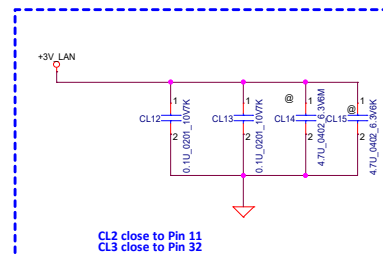 +3V_LAN
1
CL12
2
0.1U_0201_10V7K
1
CL13
2
0.1U_0201_10V7K
@
1
CL14
2
4.7U_0402_6.3V6M
1
@
CL15
2
4.7U_0402_6.3V6K
CL2 close to Pin 11
CL3 close to Pin 32